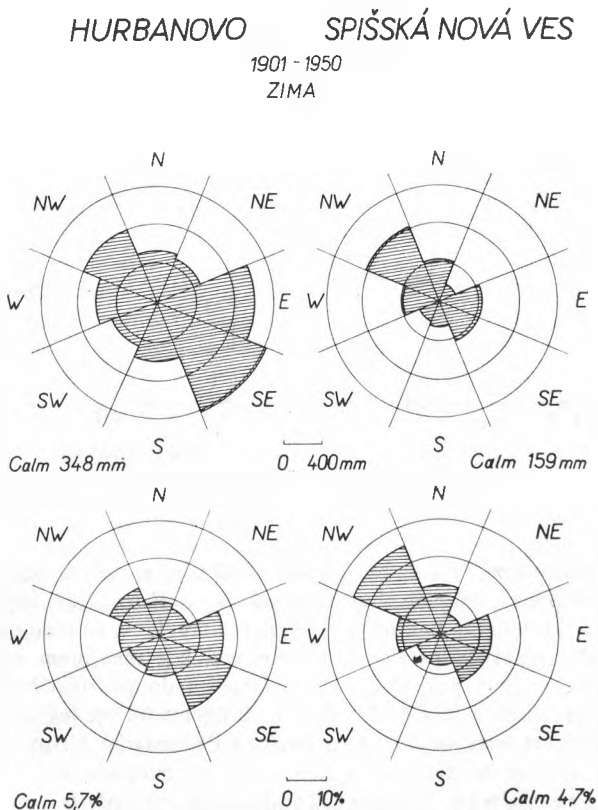 HURBANOVO SPIŠSKÁ NOVÁ VES
1901 - 1950
ZIMA
N N
NW NE NW NE
W E W E
SW SE SW SE
S S
Calm 348 mm 0 400 mm Calm 159 mm
N N
NW NE NW NE
W E W E
SW SE SW SE
S S
Calm 5,7% 0 10% Calm 4,7%